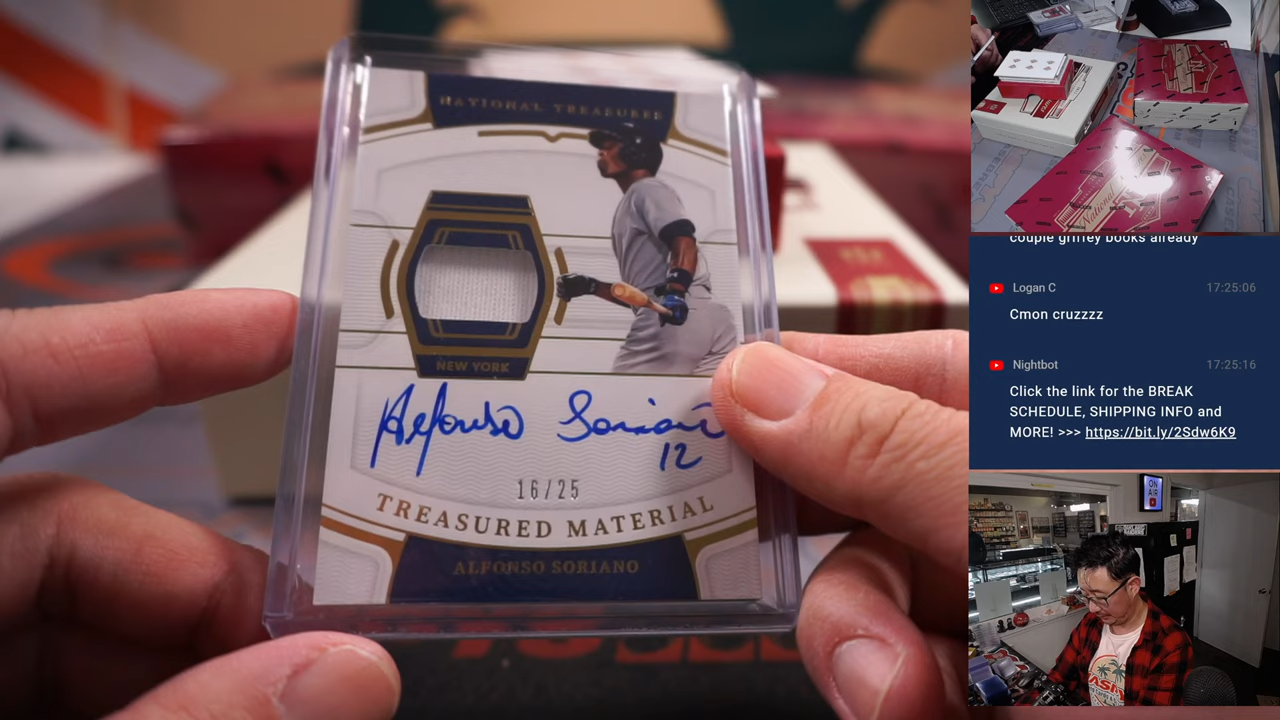 NATIONAL TREASURES
NEW YORK
Alfonso Soriano
12
16/25
TREASURED MATERIAL
ALFONSO SORIANO
National
couple griffey books already
Logan C 17:25:06
Cmon cruzzzz
Nightbot 17:25:16
Click the link for the BREAK
SCHEDULE, SHIPPING INFO and
MORE! >>> https://bit.ly/2Sdw6K9
ON
AIR